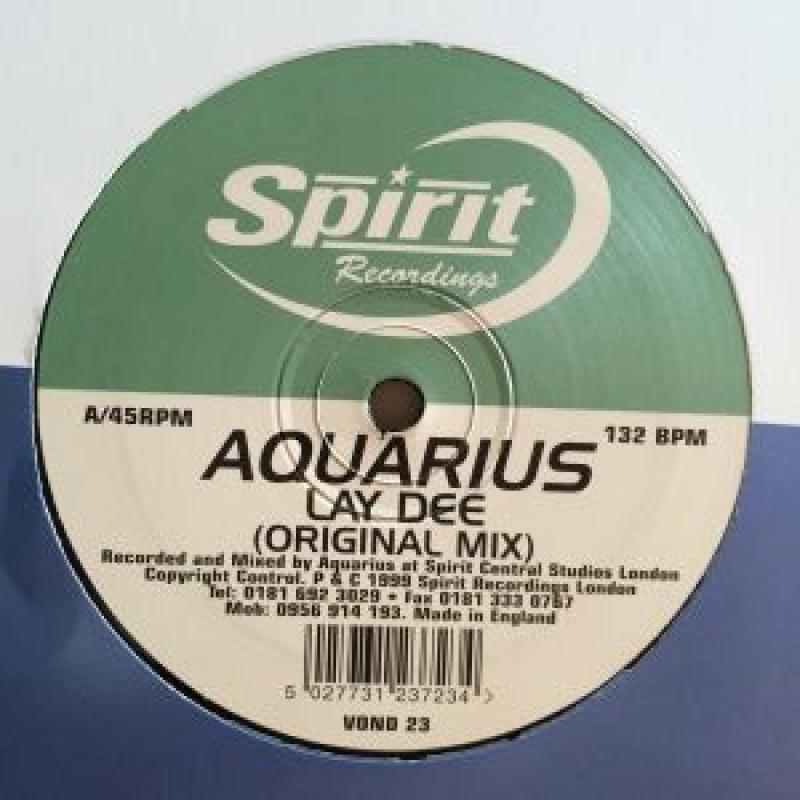 Spirit
Recordings
A/45RPM
132 BPM
AQUARIUS
LAY DEE
(ORIGINAL MIX)
Recorded and Mixed by Aquarius at Spirit Central Studios London
Copyright Control. P & C 1999 Spirit Recordings London
Tel: 0181 692 3029 • Fax 0181 333 0757
Mob: 0956 914 193. Made in England
5 027731 237234 >
VOND 23